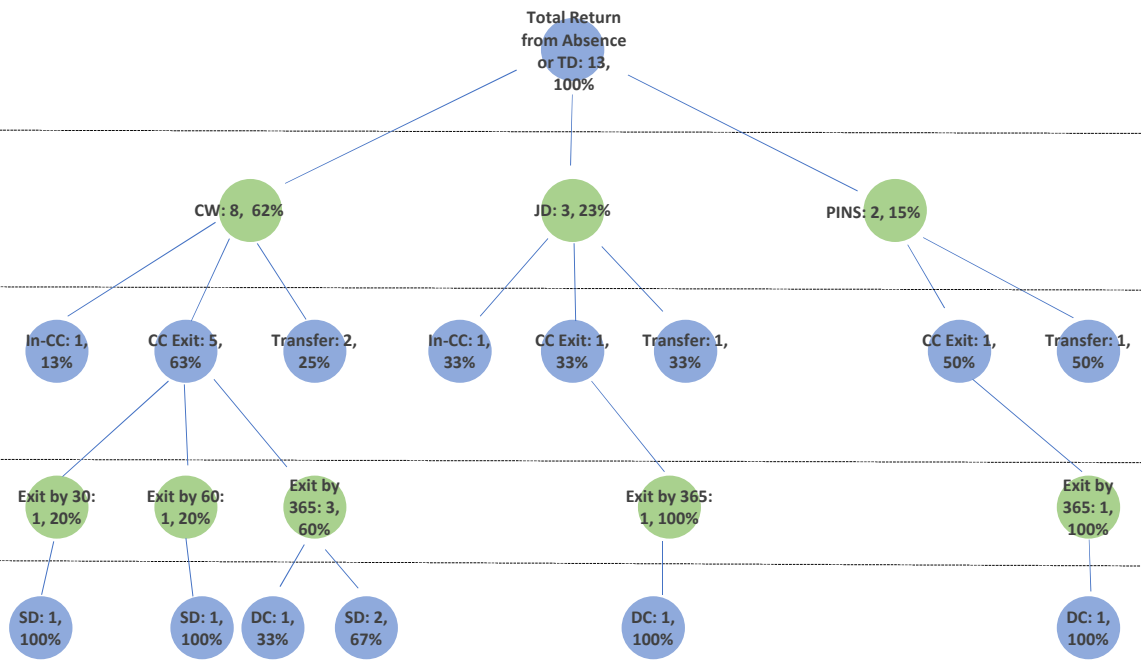 Total Return
from Absence
or TD: 13,
100%
CW: 8,  62%
JD: 3, 23%
PINS: 2, 15%
In-CC: 1,
13%
CC Exit: 5,
63%
Transfer: 2,
25%
In-CC: 1,
33%
CC Exit: 1,
33%
Transfer: 1,
33%
CC Exit: 1,
50%
Transfer: 1,
50%
Exit by 30:
1, 20%
Exit by 60:
1, 20%
Exit by
365: 3,
60%
Exit by 365:
1, 100%
Exit by
365: 1,
100%
SD: 1,
100%
SD: 1,
100%
DC: 1,
33%
SD: 2,
67%
DC: 1,
100%
DC: 1,
100%